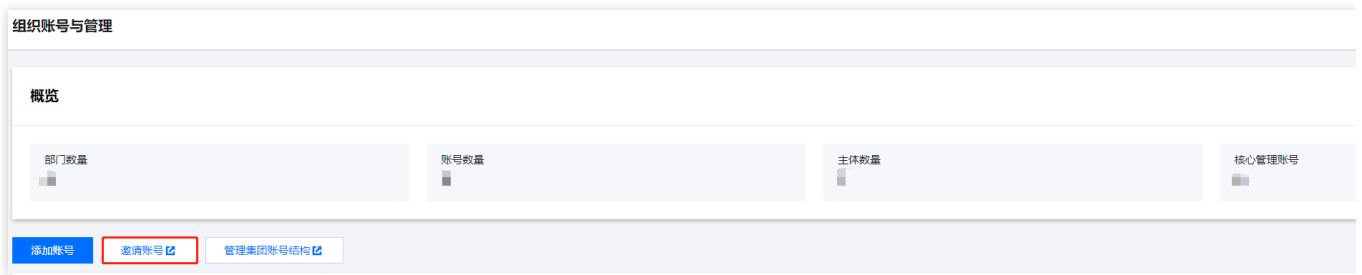 组织账号与管理
概览
部门数量 账号数量 主体数量 核心管理账号
添加账号 邀请账号 管理集团账号结构